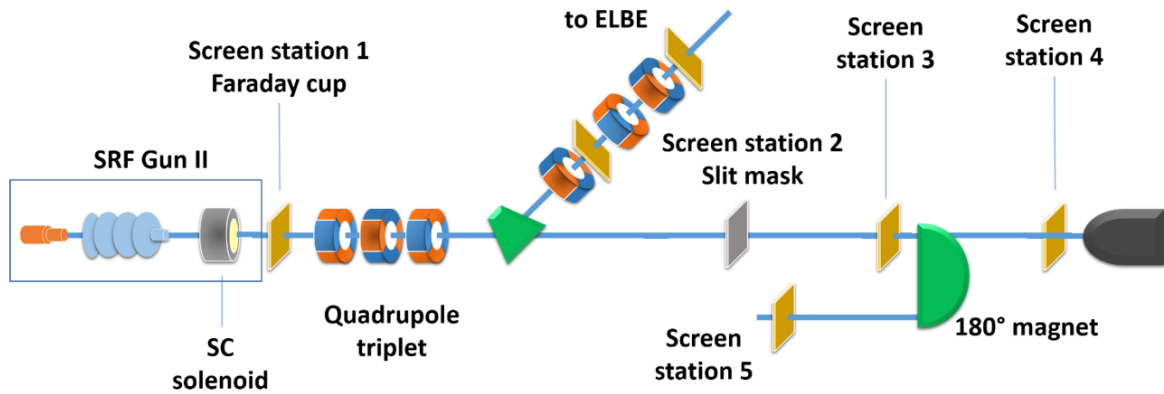 to ELBE
Screen station 1
Faraday cup
Screen
station 3
Screen
station 4
SRF Gun II
Screen station 2
Slit mask
Quadrupole
triplet
SC
solenoid
Screen
station 5
180° magnet